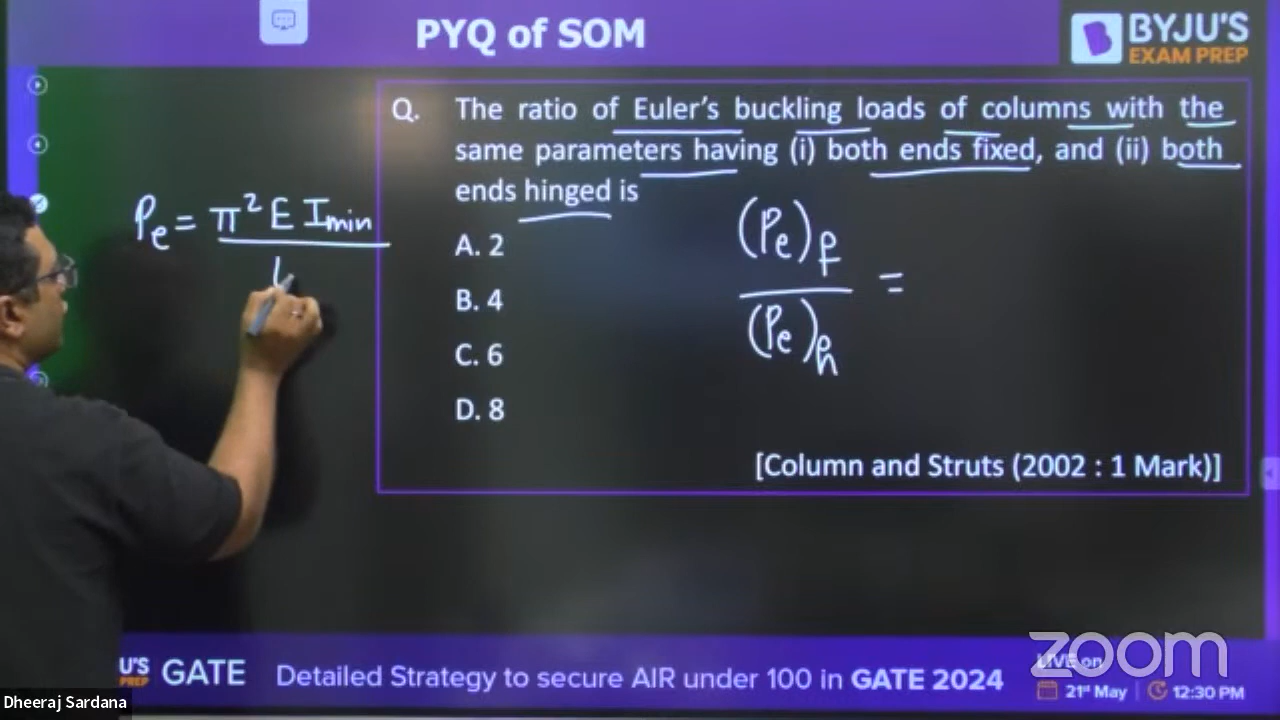 PYQ of SOM
BYJU'S
EXAM PREP
Q. The ratio of Euler's buckling loads of columns with the
same parameters having (i) both ends fixed, and (ii) both
ends hinged is
A. 2
B. 4
C. 6
D. 8
Pe = π² E Imin
(Pe)f
(Pe)h
=
[Column and Struts (2002 : 1 Mark)]
zoom
U'S
PREP
GATE
Detailed Strategy to secure AIR under 100 in GATE 2024
LIVE on
21st May | 12:30 PM
Dheeraj Sardana